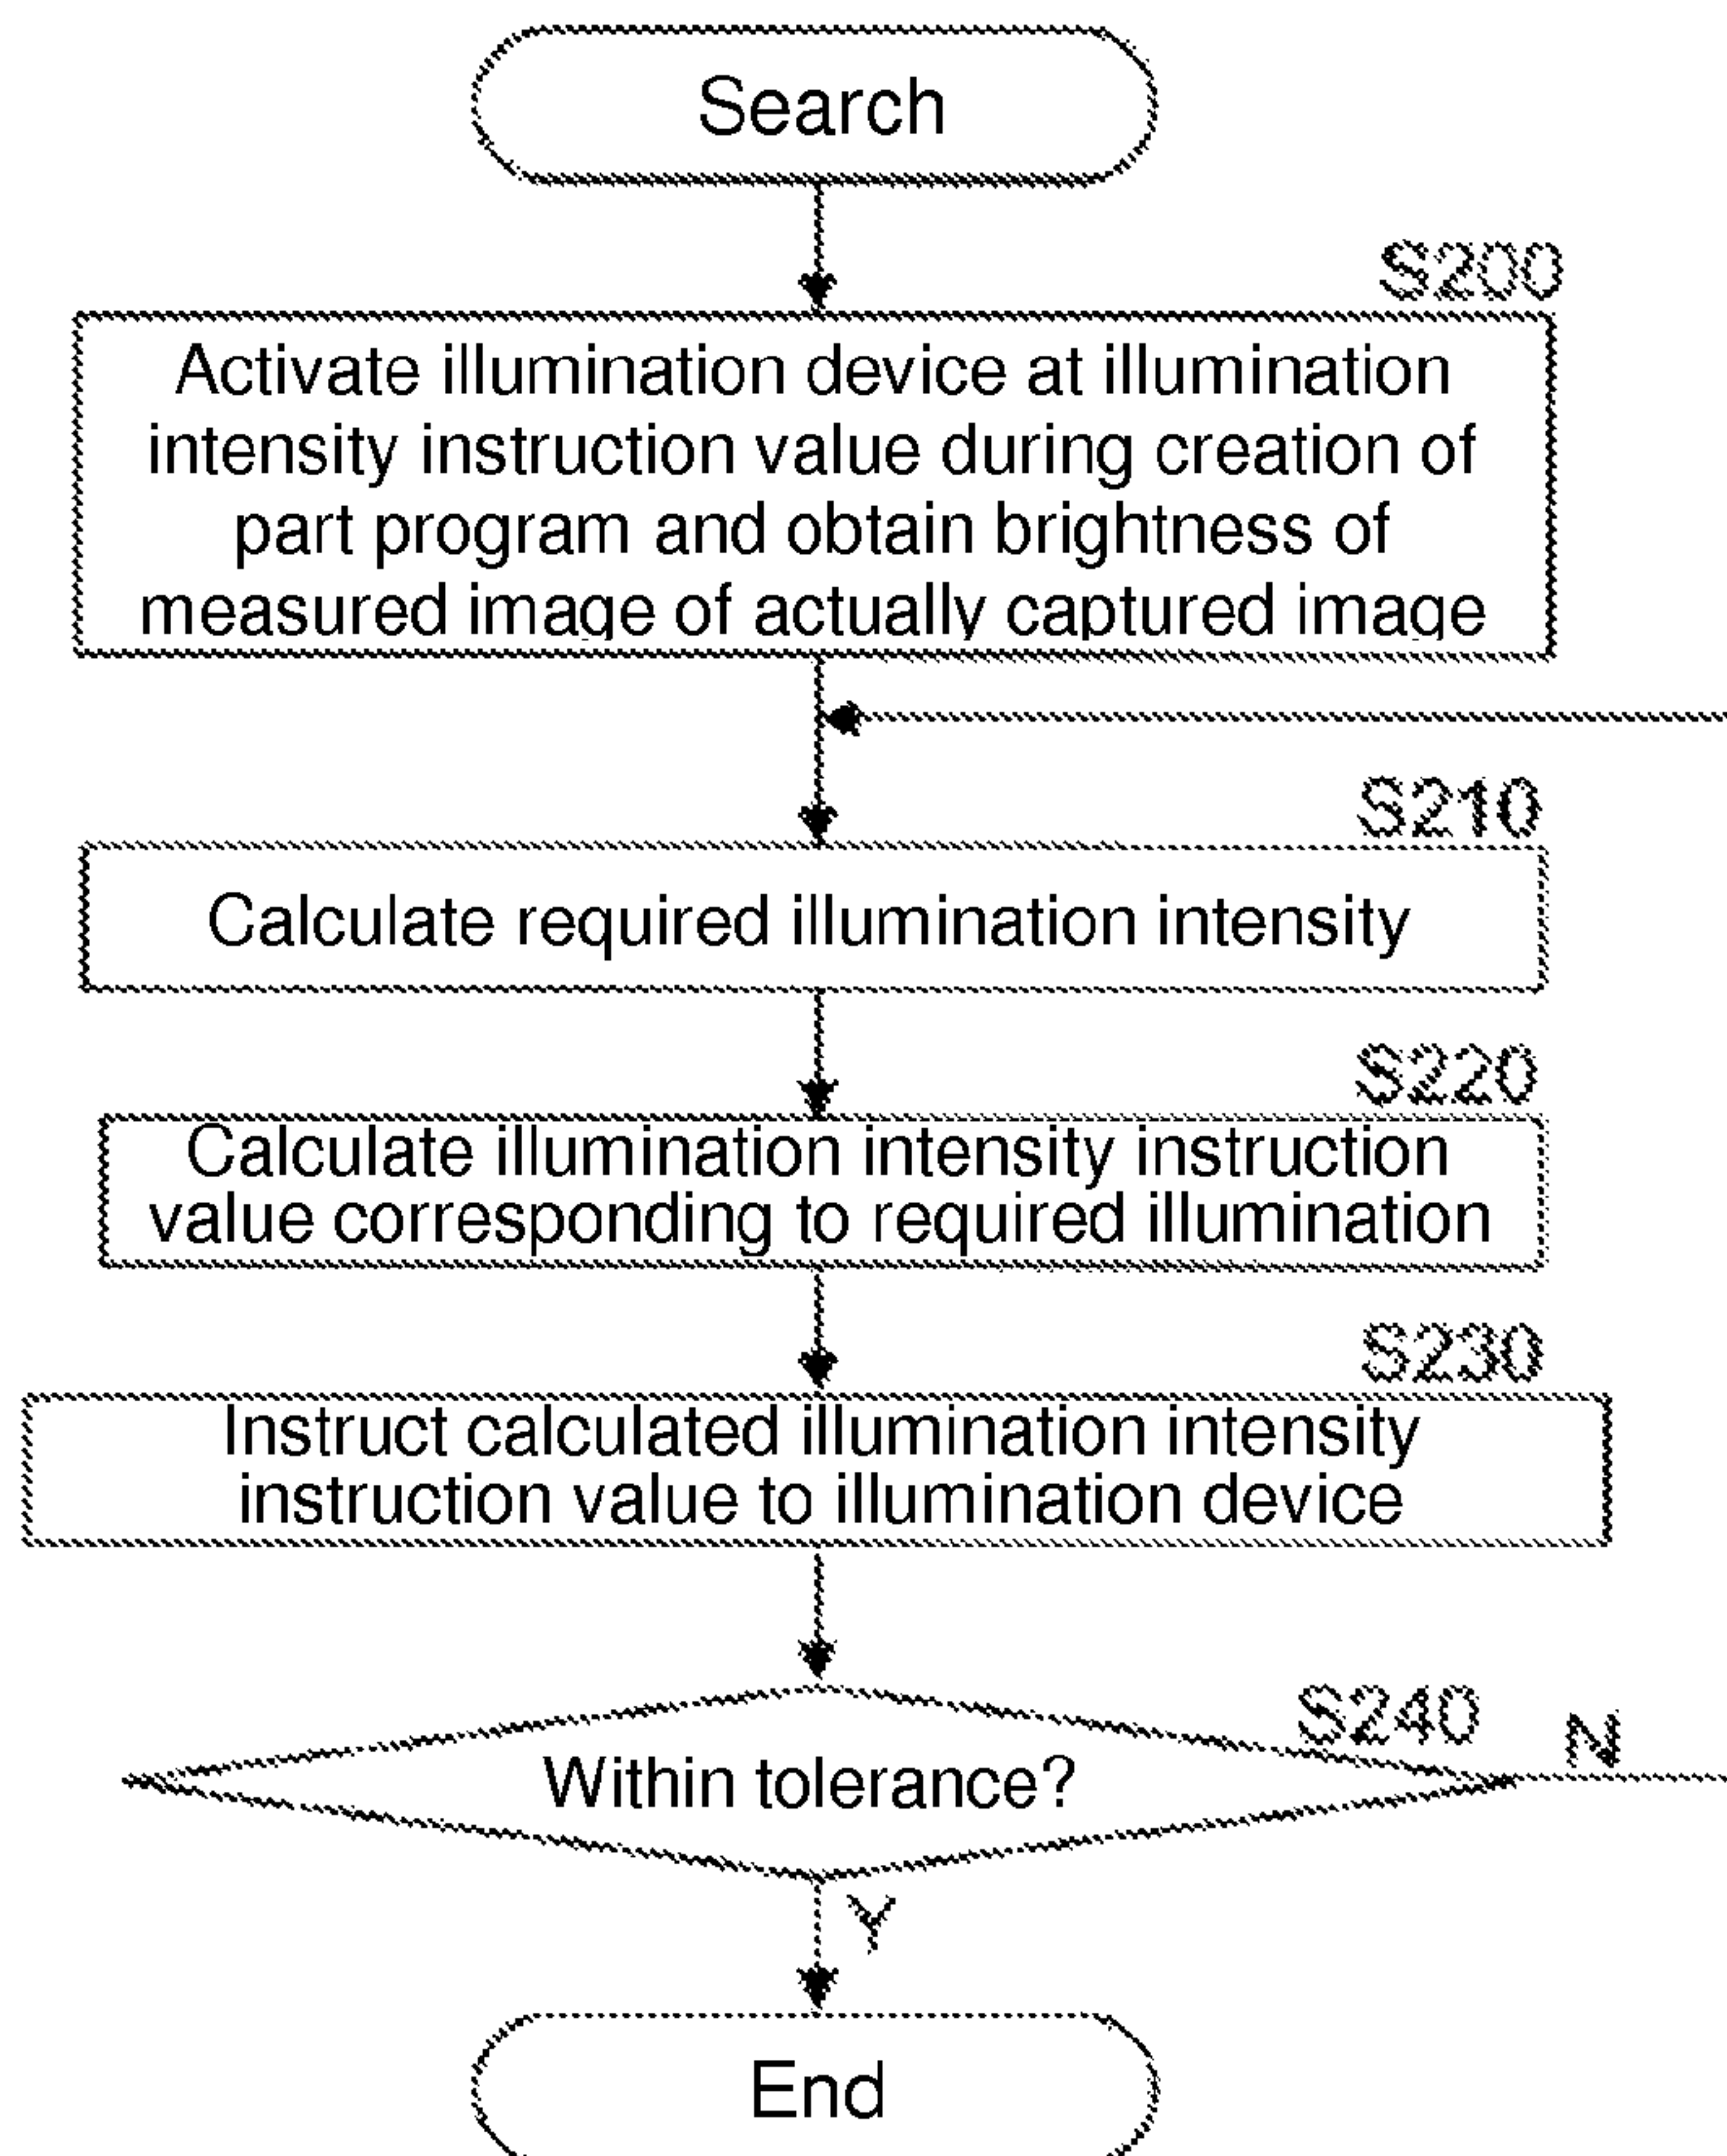 Search
S200
Activate illumination device at illumination
intensity instruction value during creation of
part program and obtain brightness of
measured image of actually captured image
S210
Calculate required illumination intensity
S220
Calculate illumination intensity instruction
value corresponding to required illumination
S230
Instruct calculated illumination intensity
instruction value to illumination device
S240
N
Within tolerance?
Y
End